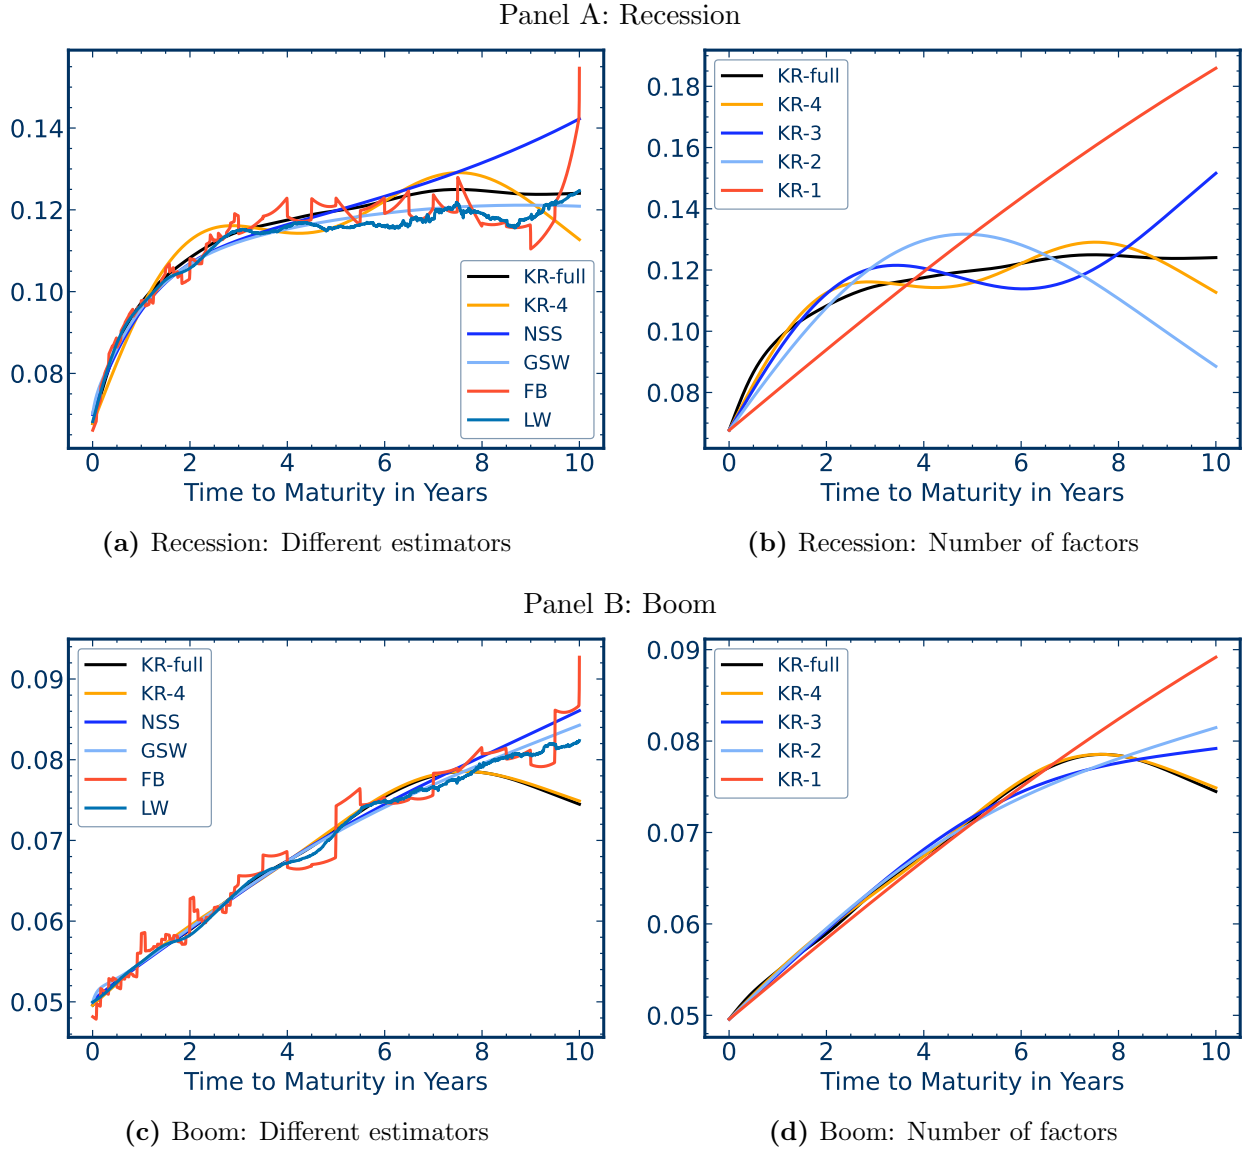 Panel A: Recession
0.14
0.12
0.10
0.08
KR-full
KR-4
NSS
GSW
FB
LW
0 2 4 6 8 10
Time to Maturity in Years
(a) Recession: Different estimators
0.18
0.16
0.14
0.12
0.10
0.08
KR-full
KR-4
KR-3
KR-2
KR-1
0 2 4 6 8 10
Time to Maturity in Years
(b) Recession: Number of factors
Panel B: Boom
0.09
0.08
0.07
0.06
0.05
KR-full
KR-4
NSS
GSW
FB
LW
0 2 4 6 8 10
Time to Maturity in Years
(c) Boom: Different estimators
0.09
0.08
0.07
0.06
0.05
KR-full
KR-4
KR-3
KR-2
KR-1
0 2 4 6 8 10
Time to Maturity in Years
(d) Boom: Number of factors